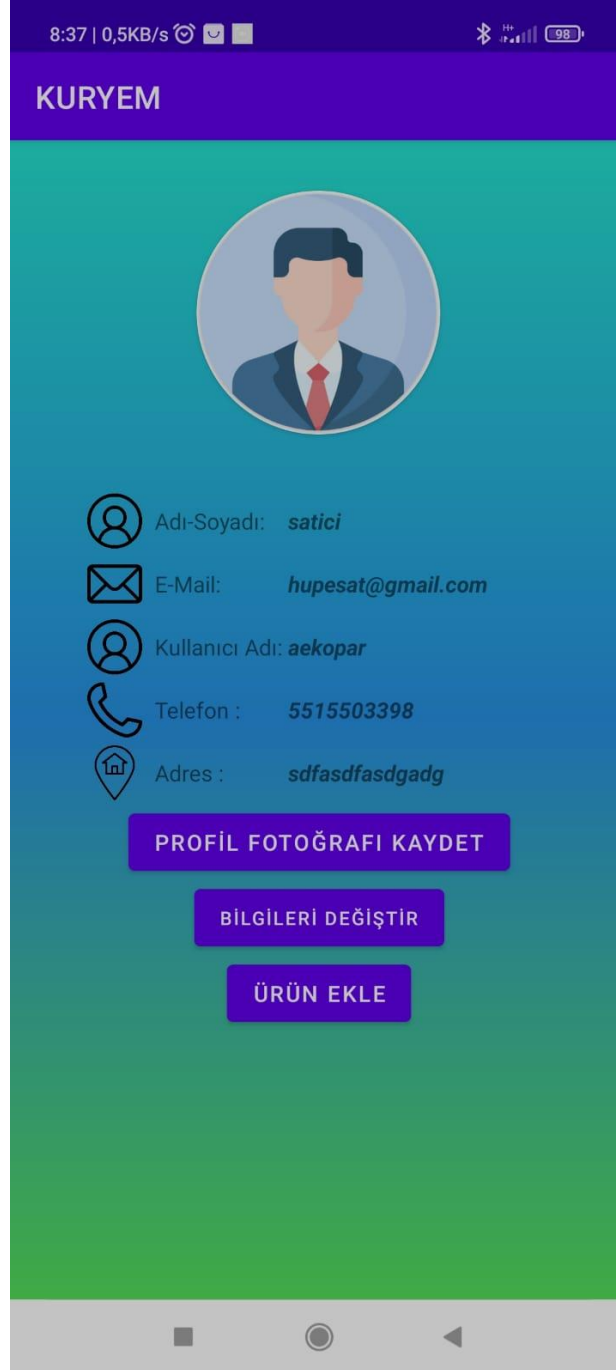 8:37 | 0,5KB/s
H+
98
KURYEM
Adı-Soyadı: satici
E-Mail: hupesat@gmail.com
Kullanıcı Adı: aekopar
Telefon : 5515503398
Adres : sdfasdfasdgadg
PROFİL FOTOĞRAFI KAYDET
BİLGİLERİ DEĞİŞTİR
ÜRÜN EKLE